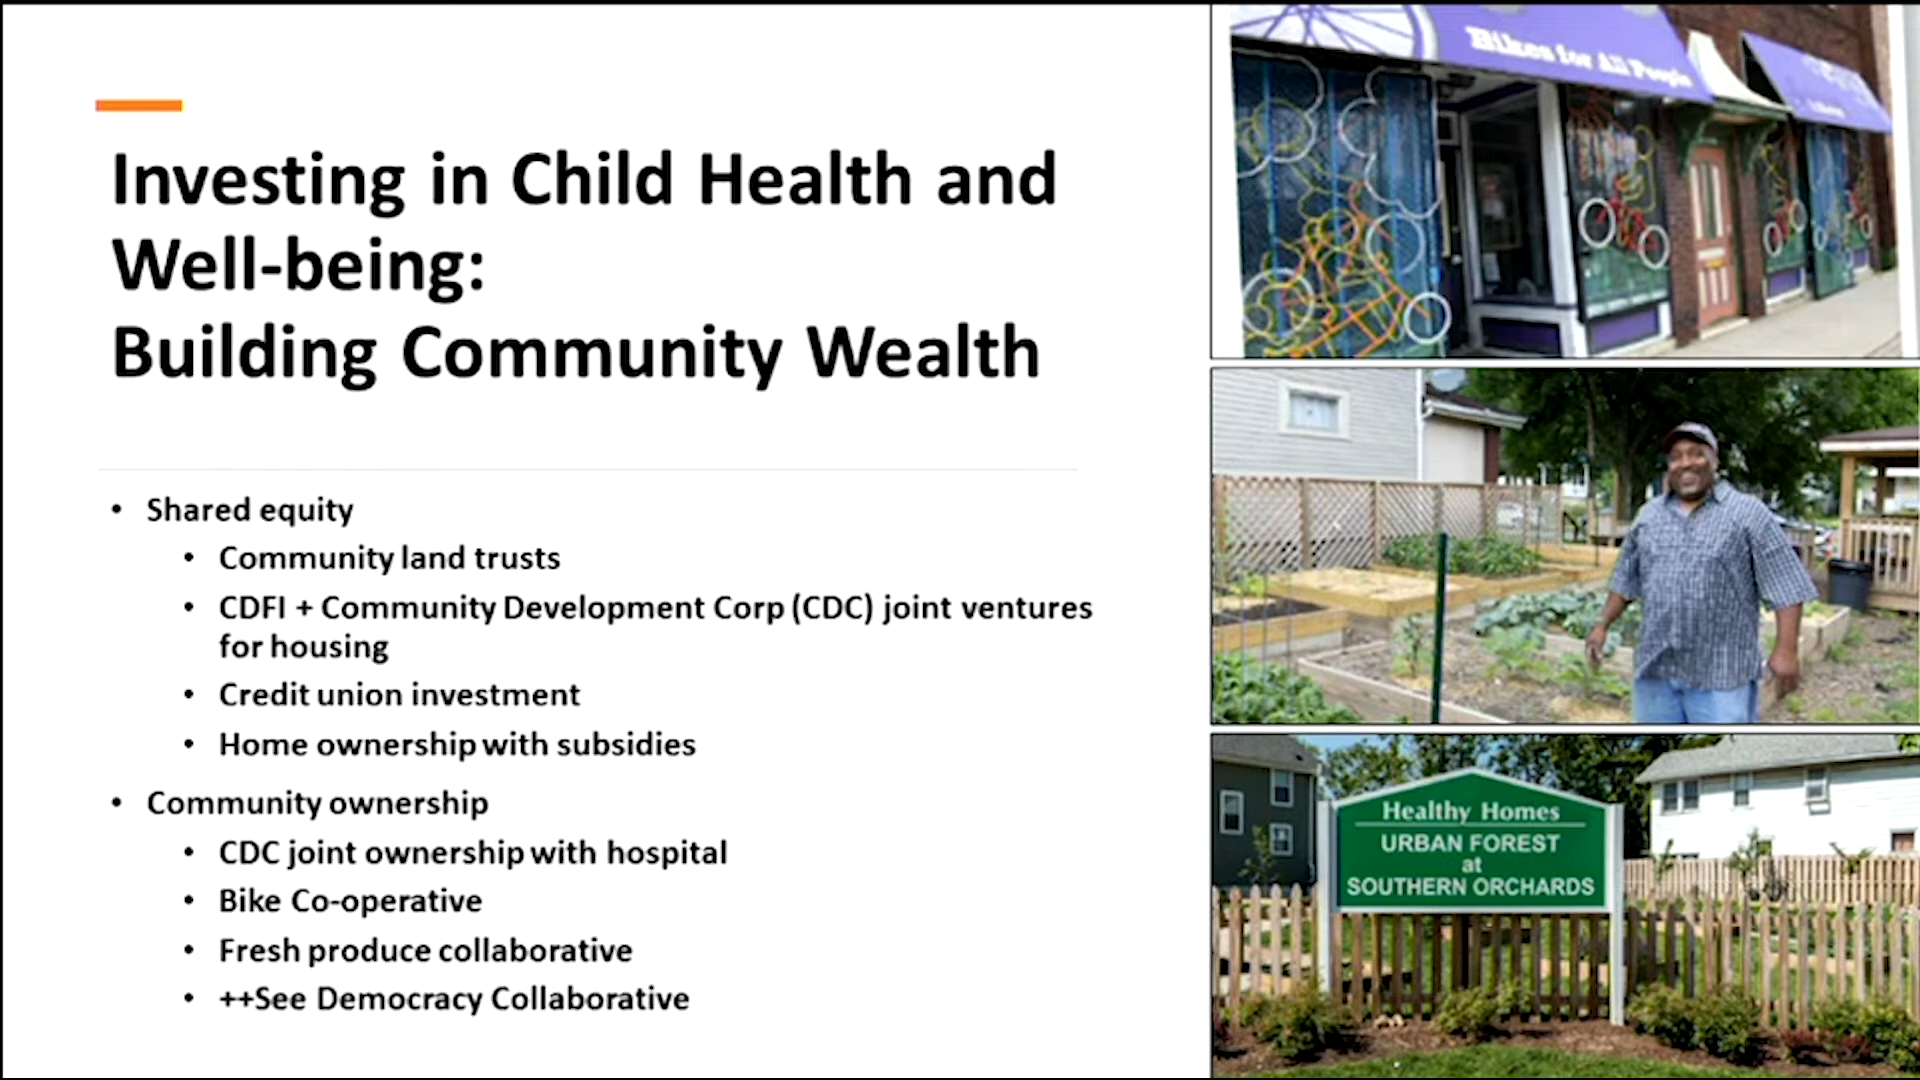 Investing in Child Health and
Well-being:
Building Community Wealth
• Shared equity
• Community land trusts
• CDFI + Community Development Corp (CDC) joint ventures
for housing
• Credit union investment
• Home ownership with subsidies
• Community ownership
• CDC joint ownership with hospital
• Bike Co-operative
• Fresh produce collaborative
• ++See Democracy Collaborative
Bikes for All People
Healthy Homes
URBAN FOREST
at
SOUTHERN ORCHARDS